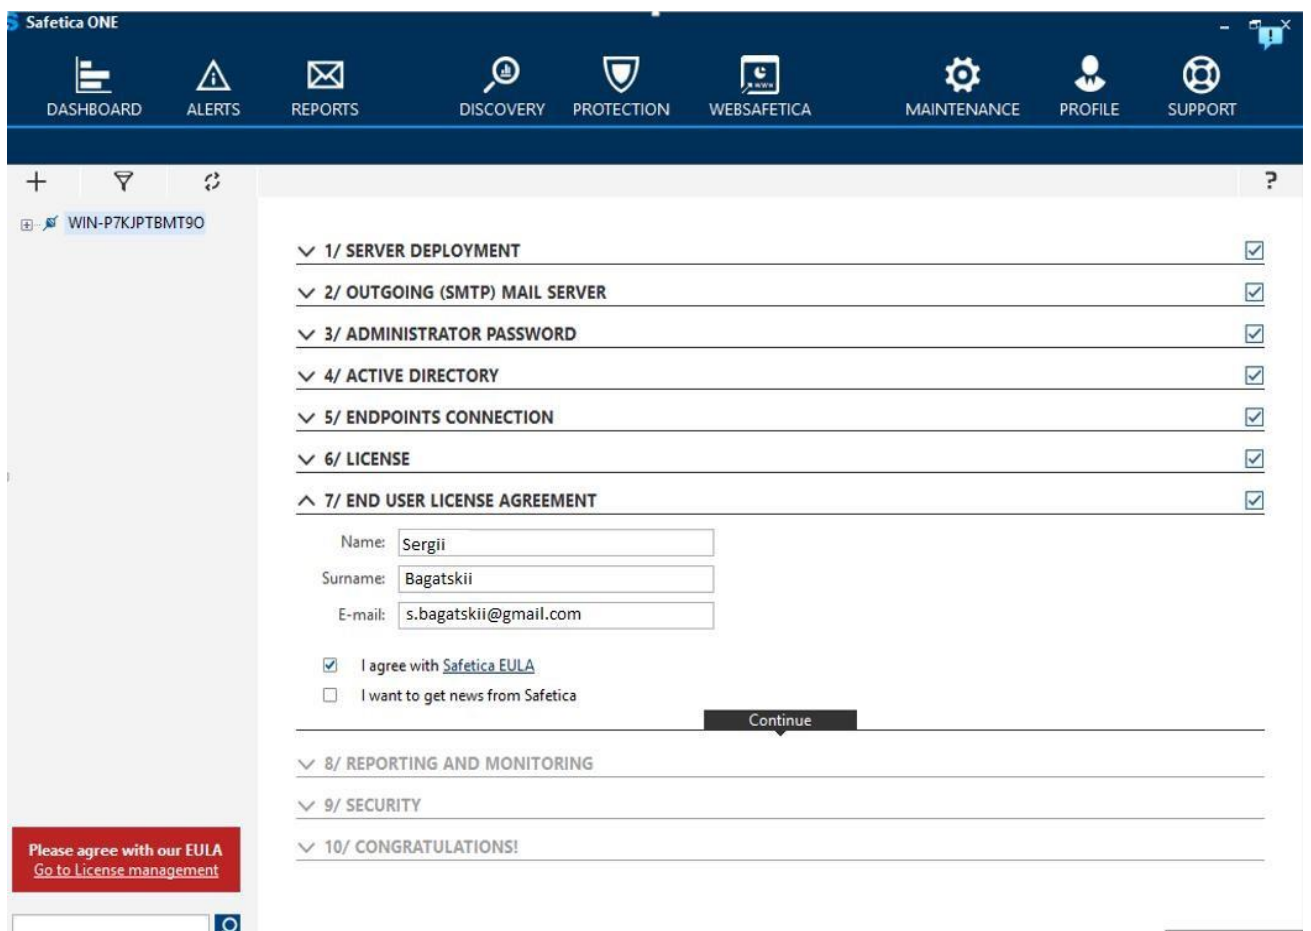 Safetica ONE
DASHBOARD ALERTS REPORTS DISCOVERY PROTECTION WEBSAFETICA MAINTENANCE PROFILE SUPPORT
WIN-P7KJPTBMT9O
1/ SERVER DEPLOYMENT
2/ OUTGOING (SMTP) MAIL SERVER
3/ ADMINISTRATOR PASSWORD
4/ ACTIVE DIRECTORY
5/ ENDPOINTS CONNECTION
6/ LICENSE
7/ END USER LICENSE AGREEMENT
Name: Sergii
Surname: Bagatskii
E-mail: s.bagatskii@gmail.com
I agree with Safetica EULA
I want to get news from Safetica
Continue
8/ REPORTING AND MONITORING
9/ SECURITY
10/ CONGRATULATIONS!
Please agree with our EULA
Go to License management